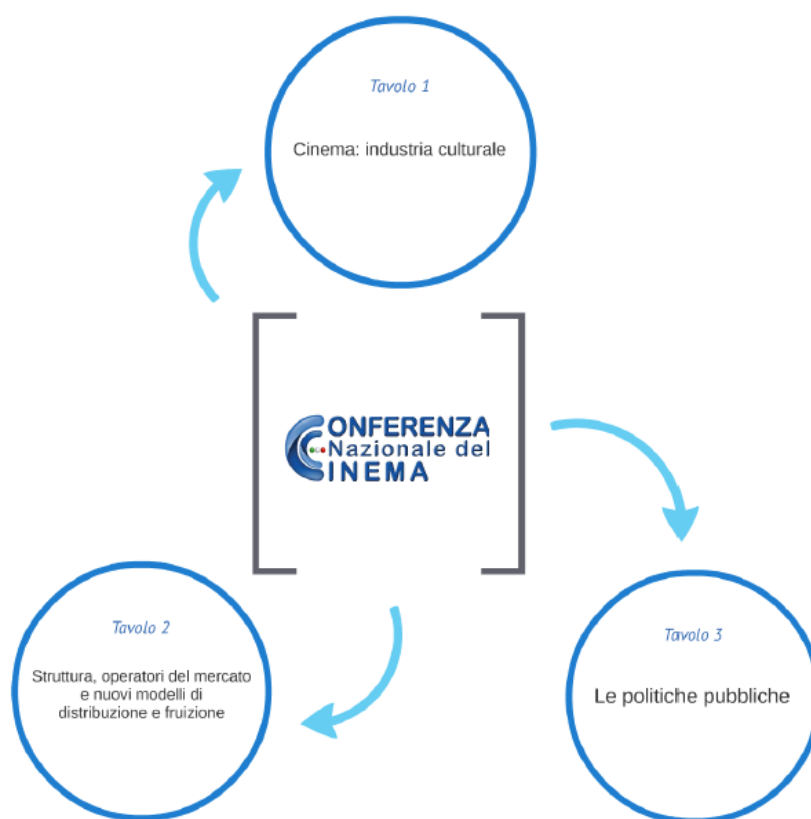 Tavolo 1
Cinema: industria culturale
CONFERENZA
Nazionale del
CINEMA
Tavolo 2
Struttura, operatori del mercato
e nuovi modelli di
distribuzione e fruizione
Tavolo 3
Le politiche pubbliche